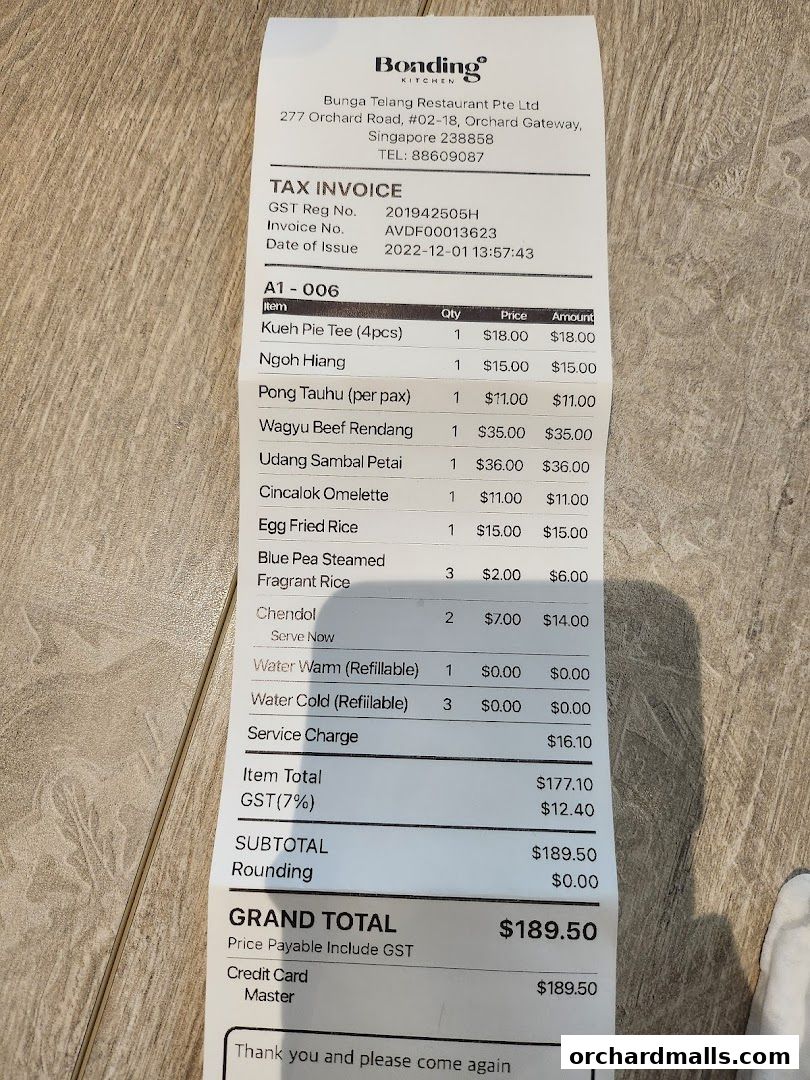 Bonding
KITCHEN
Bunga Telang Restaurant Pte Ltd
277 Orchard Road, #02-18, Orchard Gateway,
Singapore 238858
TEL: 88609087
TAX INVOICE
GST Reg No. 201942505H
Invoice No. AVDF00013623
Date of Issue 2022-12-01 13:57:43
A1 - 006
Item Qty Price Amount
Kueh Pie Tee (4pcs) 1 $18.00 $18.00
Ngoh Hiang 1 $15.00 $15.00
Pong Tauhu (per pax) 1 $11.00 $11.00
Wagyu Beef Rendang 1 $35.00 $35.00
Udang Sambal Petai 1 $36.00 $36.00
Cincalok Omelette 1 $11.00 $11.00
Egg Fried Rice 1 $15.00 $15.00
Blue Pea Steamed
Fragrant Rice 3 $2.00 $6.00
Chendol 2 $7.00 $14.00
Serve Now
Water Warm (Refillable) 1 $0.00 $0.00
Water Cold (Refiilable) 3 $0.00 $0.00
Service Charge $16.10
Item Total $177.10
GST(7%) $12.40
SUBTOTAL $189.50
Rounding $0.00
GRAND TOTAL $189.50
Price Payable Include GST
Credit Card $189.50
Master
Thank you and please come again
orchardmalls.com